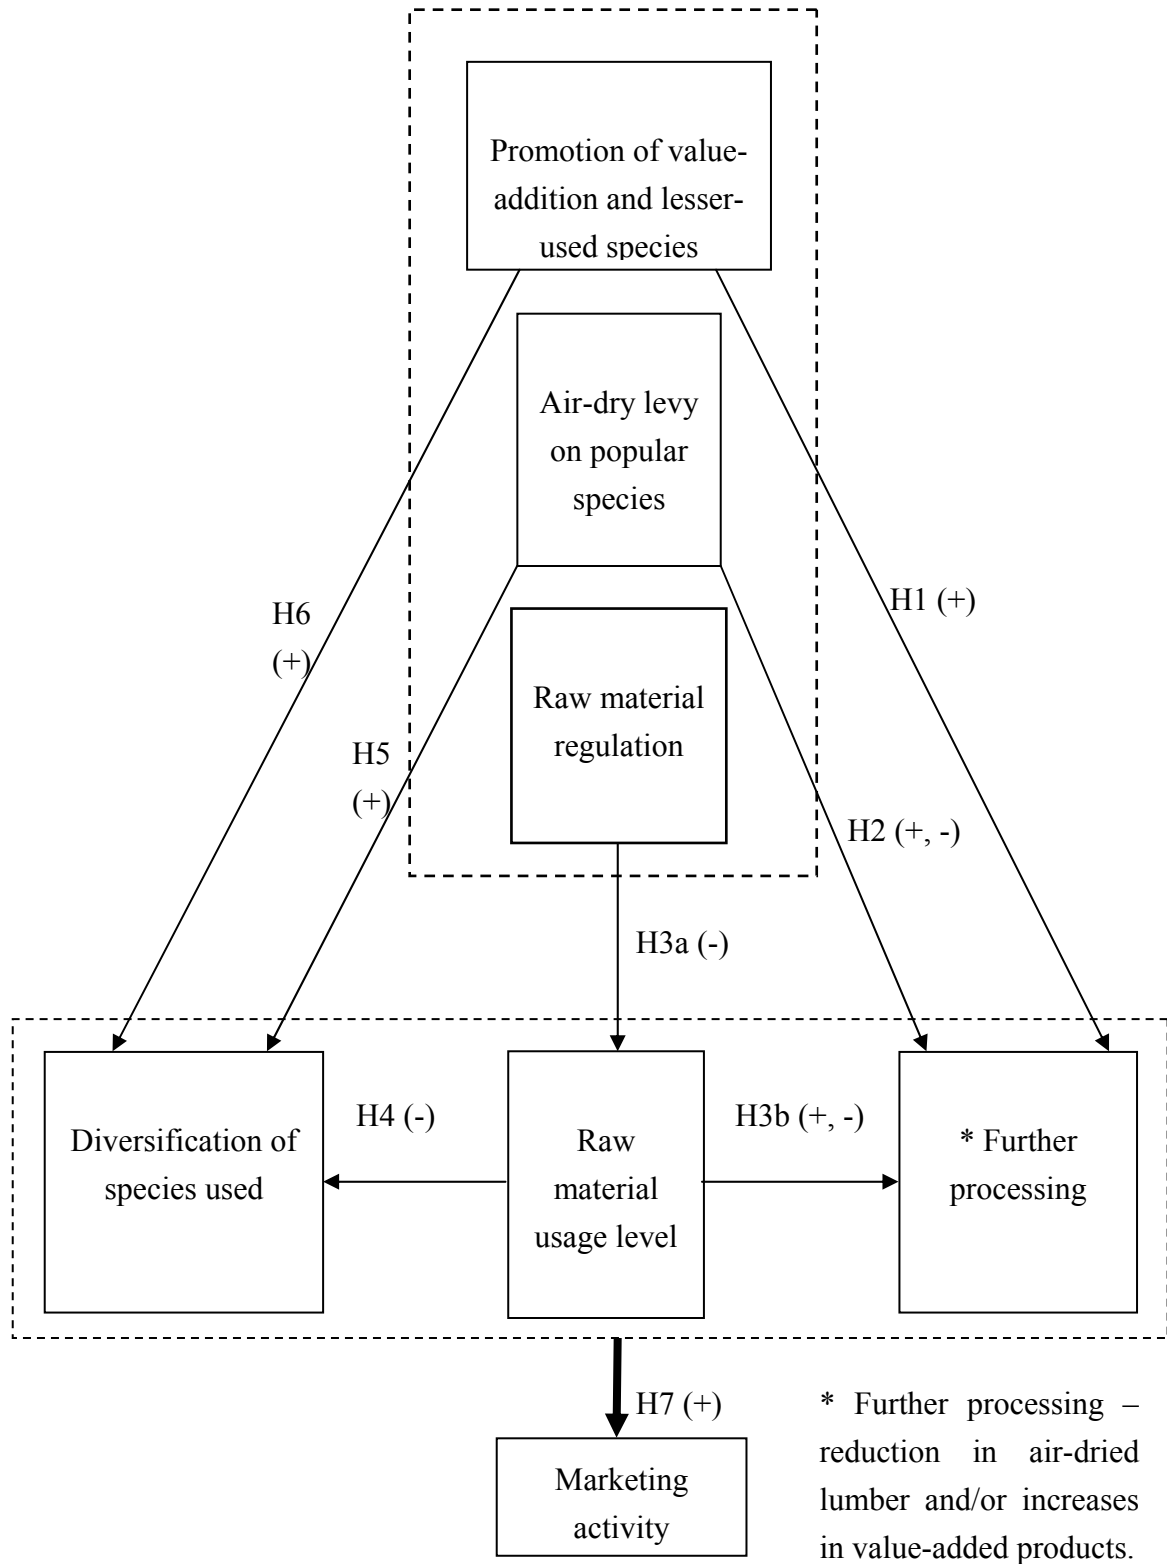 Promotion of value-
addition and lesser-
used species
Air-dry levy
on popular
species
H6
(+)
H1 (+)
Raw material
regulation
H5
(+)
H2 (+, -)
H3a (-)
H4 (-)
H3b (+, -)
Diversification of
species used
Raw
material
usage level
* Further
processing
H7 (+)
Marketing
activity
* Further processing –
reduction in air-dried
lumber and/or increases
in value-added products.